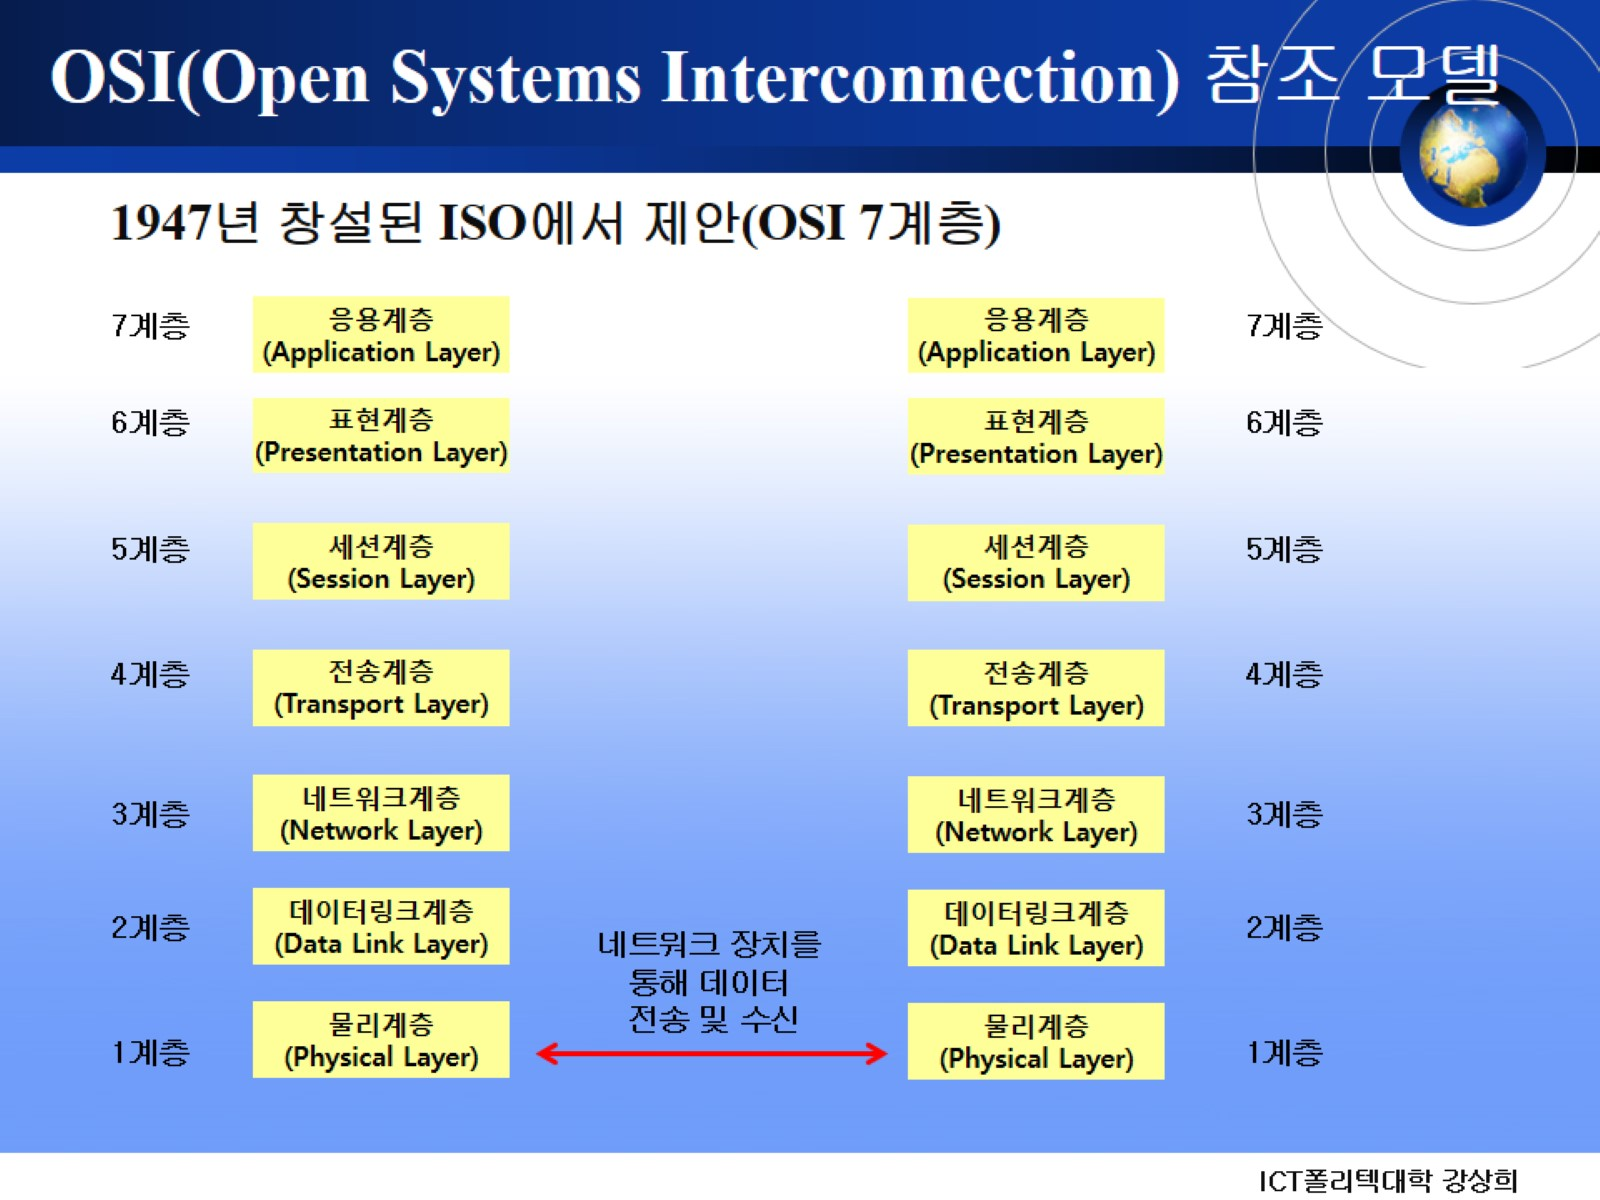 OSI(Open Systems Interconnection) 참조 모델
1947년 창설된 ISO에서 제안(OSI 7계층)
7계층
응용계층
(Application Layer)
응용계층
(Application Layer)
7계층
6계층
표현계층
(Presentation Layer)
표현계층
(Presentation Layer)
6계층
5계층
세션계층
(Session Layer)
세션계층
(Session Layer)
5계층
4계층
전송계층
(Transport Layer)
전송계층
(Transport Layer)
4계층
3계층
네트워크계층
(Network Layer)
네트워크계층
(Network Layer)
3계층
2계층
데이터링크계층
(Data Link Layer)
데이터링크계층
(Data Link Layer)
2계층
네트워크 장치를
통해 데이터
전송 및 수신
1계층
물리계층
(Physical Layer)
물리계층
(Physical Layer)
1계층
ICT폴리텍대학 강상희